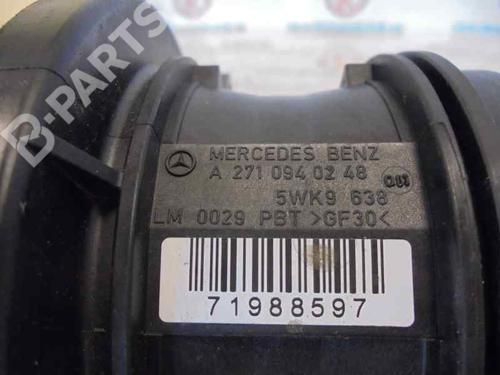 B-PARTS
MERCEDES BENZ
A 271 094 02 48
5WK9 638
LM 0029 PBT >GF30<
71988597